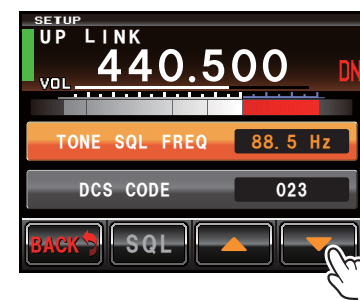 SETUP
UP LINK
440.500 DN
VOL
TONE SQL FREQ 88.5 Hz
DCS CODE 023
BACK SQL